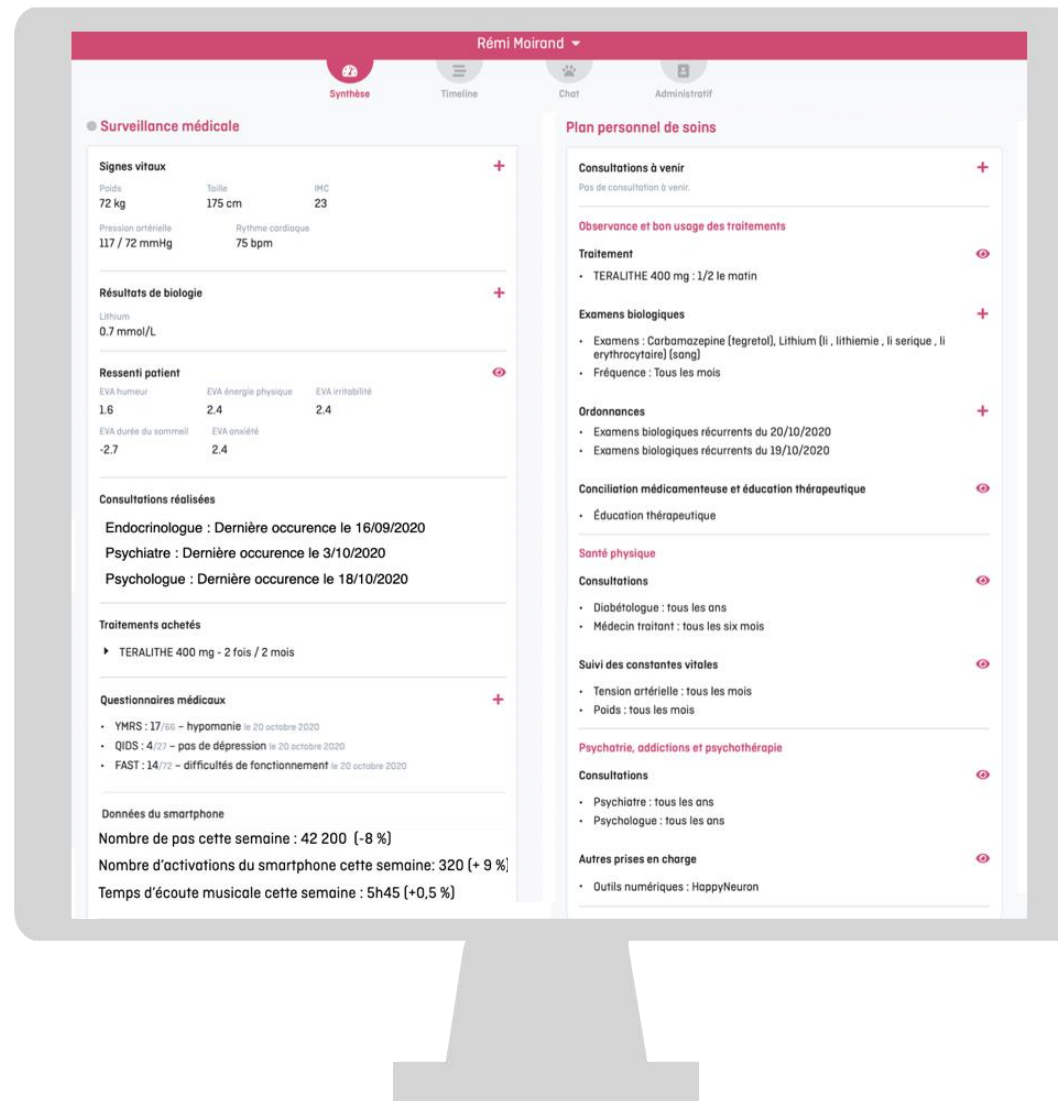 Rémi Moirand
Synthèse
Timeline
Chat
Administratif
Surveillance médicale
Signes vitaux
Poids Taille IMC
72 kg 175 cm 23
Pression artérielle Rythme cardiaque
117 / 72 mmHg 75 bpm
Résultats de biologie
Lithium
0.7 mmol/L
Ressenti patient
EVA humeur EVA énergie physique EVA irritabilité
1.6 2.4 2.4
EVA durée du sommeil EVA anxiété
-2.7 2.4
Consultations réalisées
Endocrinologue : Dernière occurence le 16/09/2020
Psychiatre : Dernière occurence le 3/10/2020
Psychologue : Dernière occurence le 18/10/2020
Traitements achetés
TERALITHE 400 mg - 2 fois / 2 mois
Questionnaires médicaux
• YMRS : 17/66 – hypomanie le 20 octobre 2020
• QIDS : 4/27 – pas de dépression le 20 octobre 2020
• FAST : 14/72 – difficultés de fonctionnement le 20 octobre 2020
Données du smartphone
Nombre de pas cette semaine : 42 200 (-8 %)
Nombre d'activations du smartphone cette semaine: 320 (+ 9 %)
Temps d'écoute musicale cette semaine : 5h45 (+0,5 %)
Plan personnel de soins
Consultations à venir
Pas de consultation à venir.
Observance et bon usage des traitements
Traitement
• TERALITHE 400 mg : 1/2 le matin
Examens biologiques
• Examens : Carbamazepine (tegretol), Lithium (li , lithiemie , li serique , li
erythrocytaire) (sang)
• Fréquence : Tous les mois
Ordonnances
• Examens biologiques récurrents du 20/10/2020
• Examens biologiques récurrents du 19/10/2020
Conciliation médicamenteuse et éducation thérapeutique
• Éducation thérapeutique
Santé physique
Consultations
• Diabétologue : tous les ans
• Médecin traitant : tous les six mois
Suivi des constantes vitales
• Tension artérielle : tous les mois
• Poids : tous les mois
Psychatrie, addictions et psychothérapie
Consultations
• Psychiatre : tous les ans
• Psychologue : tous les ans
Autres prises en charge
• Outils numériques : HappyNeuron